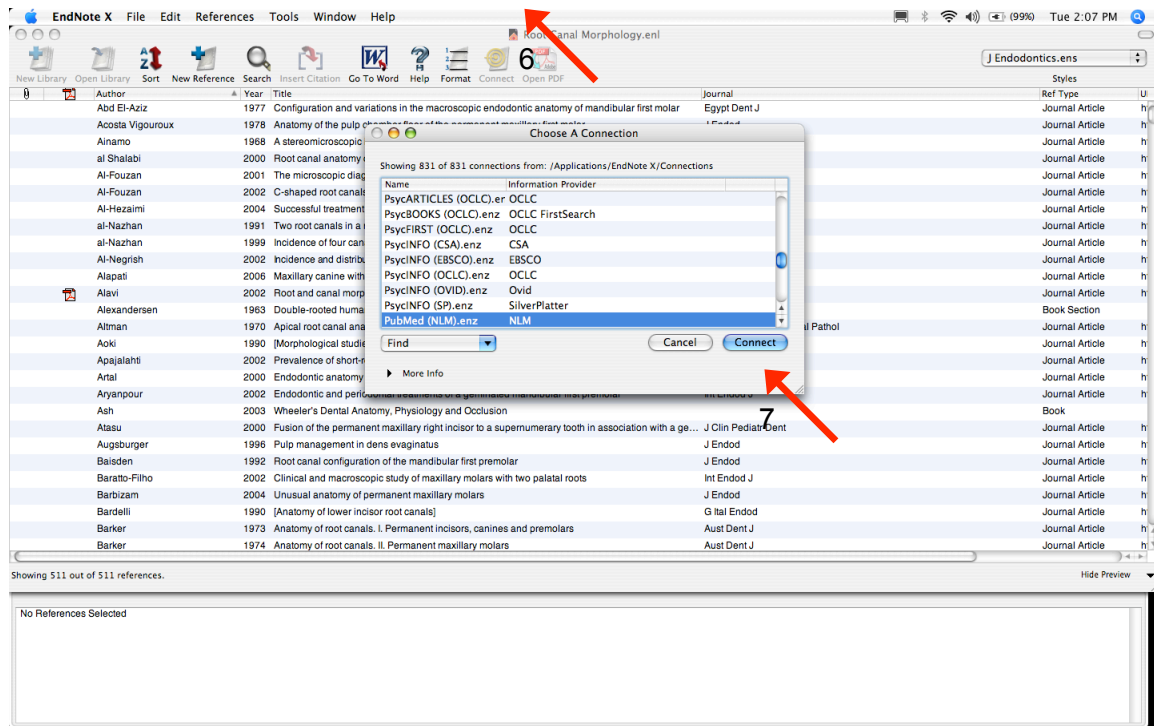 EndNote X File Edit References Tools Window Help (99%) Tue 2:07 PM
Root Canal Morphology.enl
6
New Library Open Library Sort New Reference Search Insert Citation Go To Word Help Format Connect Open PDF
J Endodontics.ens
Styles
Author Year Title Journal Ref Type U
Abd El-Aziz 1977 Configuration and variations in the macroscopic endodontic anatomy of mandibular first molar Egypt Dent J Journal Article h
Acosta Vigouroux 1978 Anatomy of the pulp chamber floor of the permanent maxillary first molar J Endod Journal Article h
Ainamo 1968 A stereomicroscopic Journal Article h
al Shalabi 2000 Root canal anatomy Journal Article h
Al-Fouzan 2001 The microscopic diag Journal Article h
Al-Fouzan 2002 C-shaped root canals Journal Article h
Al-Hezaimi 2004 Successful treatment Journal Article h
al-Nazhan 1991 Two root canals in a Journal Article h
al-Nazhan 1999 Incidence of four can Journal Article h
Al-Negrish 2002 Incidence and distribu Journal Article h
Alapati 2006 Maxillary canine with Journal Article h
Alavi 2002 Root and canal morp Journal Article h
Alexandersen 1963 Double-rooted huma Book Section
Altman 1970 Apical root canal ana al Pathol Journal Article h
Aoki 1990 [Morphological studie Journal Article h
Apajalahti 2002 Prevalence of short-r Journal Article h
Artal 2000 Endodontic anatomy Journal Article h
Aryanpour 2002 Endodontic and periodontal treatments of a geminated mandibular first premolar Int Endod J Journal Article h
Ash 2003 Wheeler's Dental Anatomy, Physiology and Occlusion Book
Atasu 2000 Fusion of the permanent maxillary right incisor to a supernumerary tooth in association with a ge... J Clin Pediatr Dent Journal Article h
Augsburger 1996 Pulp management in dens evaginatus J Endod Journal Article h
Baisden 1992 Root canal configuration of the mandibular first premolar J Endod Journal Article h
Baratto-Filho 2002 Clinical and macroscopic study of maxillary molars with two palatal roots Int Endod J Journal Article h
Barbizam 2004 Unusual anatomy of permanent maxillary molars J Endod Journal Article h
Bardelli 1990 [Anatomy of lower incisor root canals] G Ital Endod Journal Article h
Barker 1973 Anatomy of root canals. I. Permanent incisors, canines and premolars Aust Dent J Journal Article h
Barker 1974 Anatomy of root canals. II. Permanent maxillary molars Aust Dent J Journal Article h
Choose A Connection
Showing 831 of 831 connections from: /Applications/EndNote X/Connections
Name Information Provider
PsycARTICLES (OCLC).er OCLC
PsycBOOKS (OCLC).enz OCLC FirstSearch
PsycFIRST (OCLC).enz OCLC
PsycINFO (CSA).enz CSA
PsycINFO (EBSCO).enz EBSCO
PsycINFO (OCLC).enz OCLC
PsycINFO (OVID).enz Ovid
PsycINFO (SP).enz SilverPlatter
PubMed (NLM).enz NLM
Find Cancel Connect
More Info
7
Showing 511 out of 511 references. Hide Preview
No References Selected